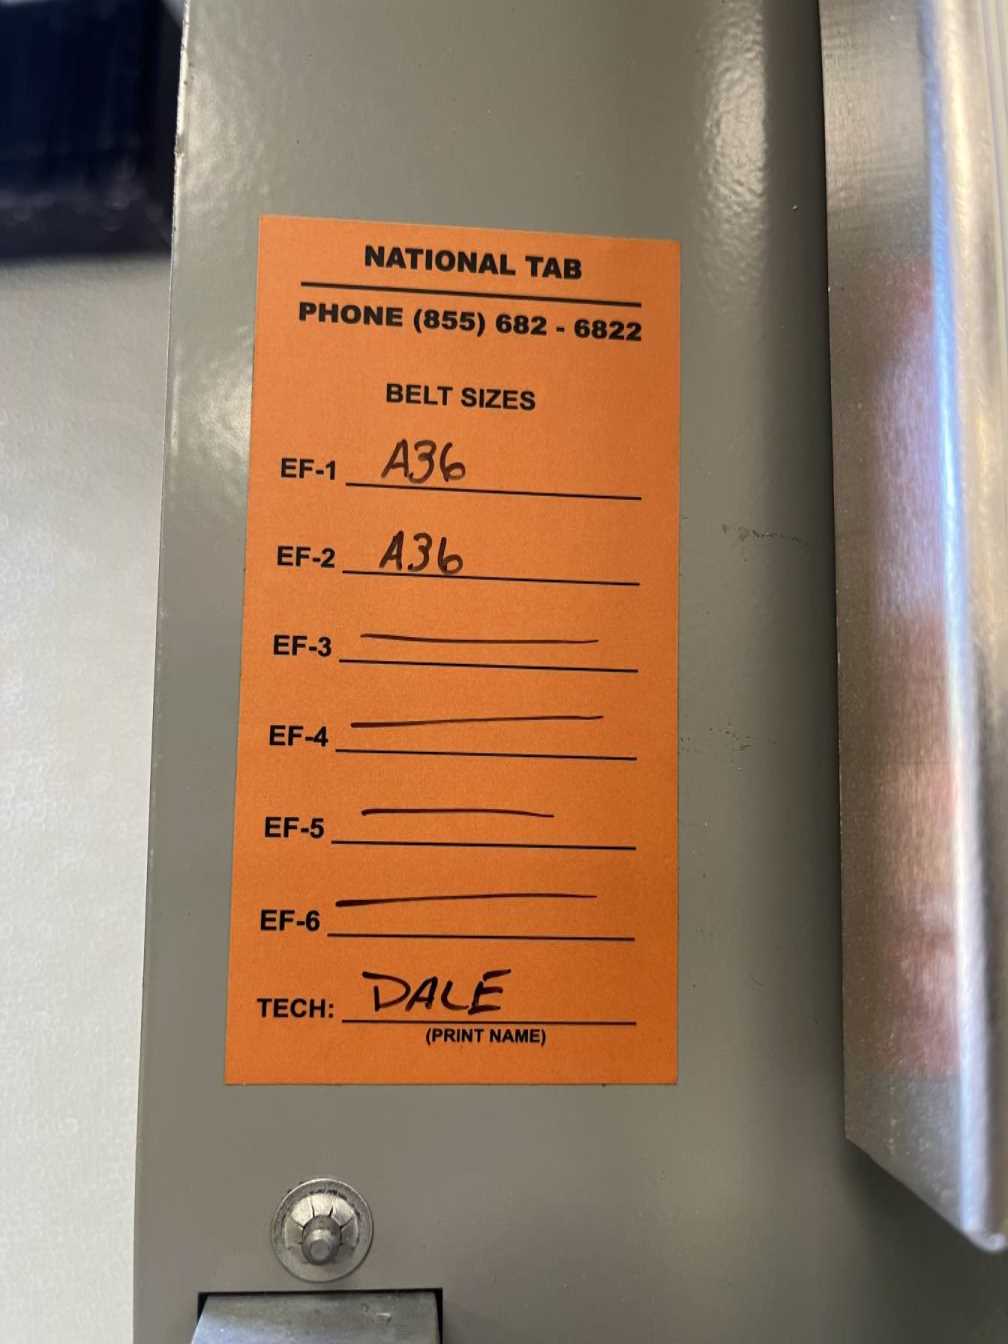 NATIONAL TAB
PHONE (855) 682 - 6822
BELT SIZES
EF-1 A36
EF-2 A36
EF-3
EF-4
EF-5
EF-6
TECH: DALE
(PRINT NAME)